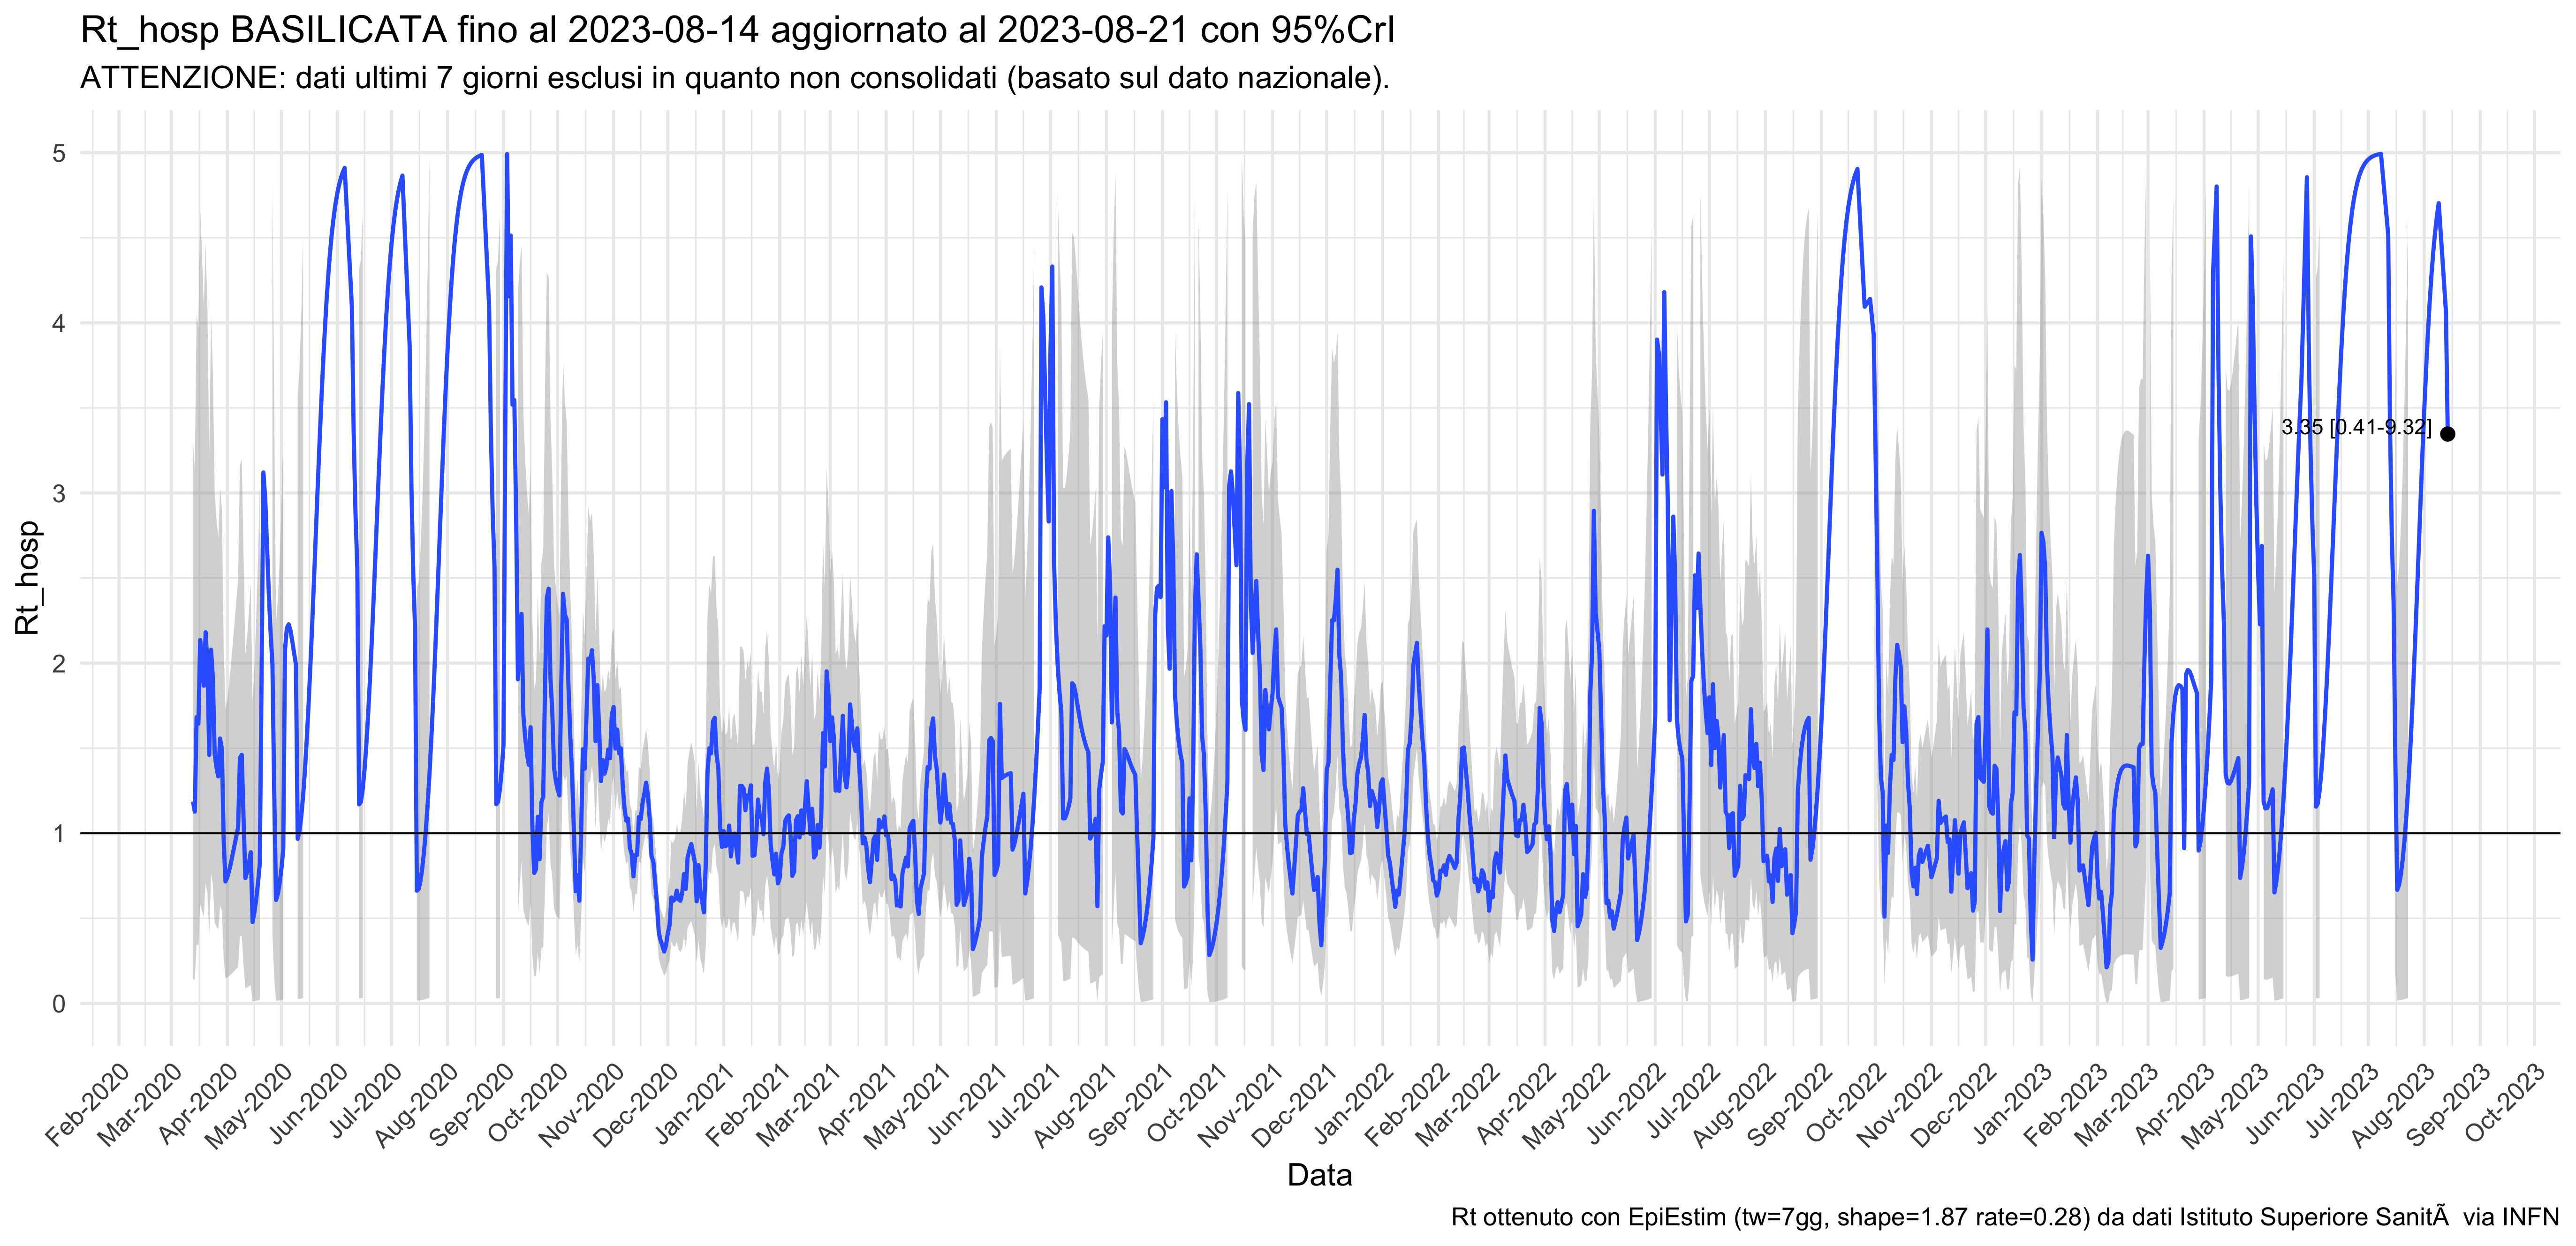 Rt_hosp BASILICATA fino al 2023-08-14 aggiornato al 2023-08-21 con 95%CrI
ATTENZIONE: dati ultimi 7 giorni esclusi in quanto non consolidati (basato sul dato nazionale).
5
4
3
2
1
0
Rt_hosp
3.35 [0.41-9.32]
Feb-2020
Mar-2020
Apr-2020
May-2020
Jun-2020
Jul-2020
Aug-2020
Sep-2020
Oct-2020
Nov-2020
Dec-2020
Jan-2021
Feb-2021
Mar-2021
Apr-2021
May-2021
Jun-2021
Jul-2021
Aug-2021
Sep-2021
Oct-2021
Nov-2021
Dec-2021
Jan-2022
Feb-2022
Mar-2022
Apr-2022
May-2022
Jun-2022
Jul-2022
Aug-2022
Sep-2022
Oct-2022
Nov-2022
Dec-2022
Jan-2023
Feb-2023
Mar-2023
Apr-2023
May-2023
Jun-2023
Jul-2023
Aug-2023
Sep-2023
Oct-2023
Data
Rt ottenuto con EpiEstim (tw=7gg, shape=1.87 rate=0.28) da dati Istituto Superiore SanitÃ  via INFN